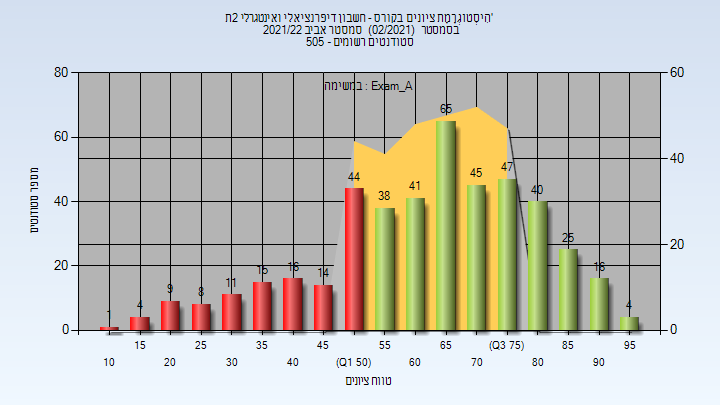 היסטוגרמת ציונים בקורס - חשבון דיפרנציאלי ואינטגרלי 2ח'
בסמסטר (02/2021) סמסטר אביב 2021/22
סטודנטים רשומים - 505
במשימה : Exam_A
80 60 40 20 0
60 40 20 0
מספר סטודנטים
1 4 9 8 11 15 16 14 44 38 41 65 45 47 40 25 16 4
15 25 35 45 55 65 (Q3 75) 85 95
10 20 30 40 (Q1 50) 60 70 80 90
טווח ציונים